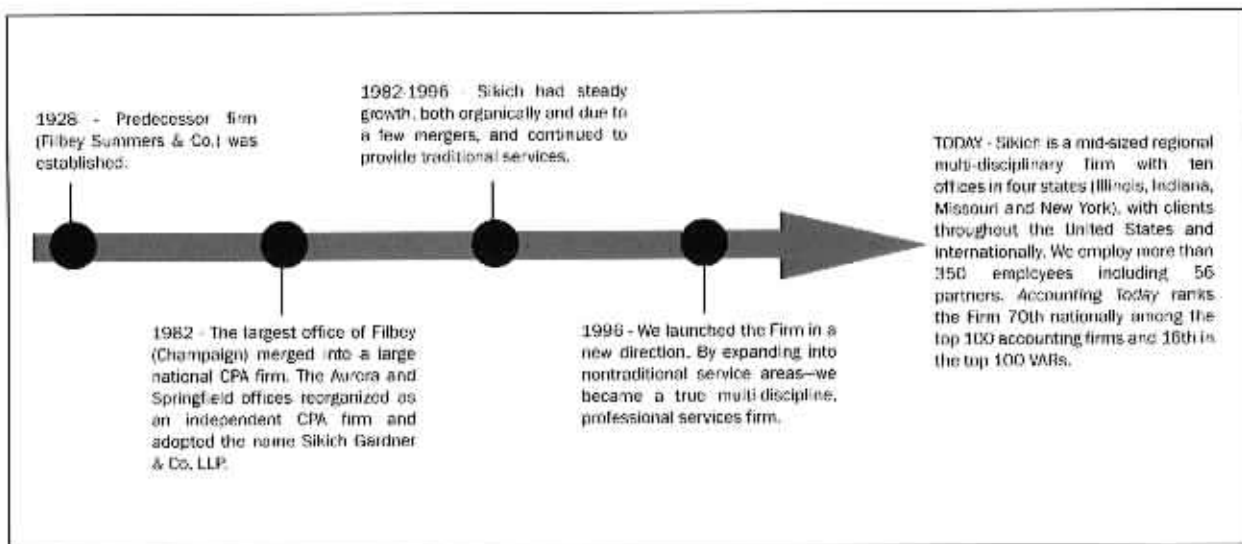 1928 - Predecessor firm
(Filbey Summers & Co.) was
established.
1982 - The largest office of Filbey
(Champaign) merged into a large
national CPA firm. The Aurora and
Springfield offices reorganized as
an independent CPA firm and
adopted the name Sikich Gardner
& Co, LLP.
1982-1996 - Sikich had steady
growth, both organically and due to
a few mergers, and continued to
provide traditional services.
1996 - We launched the Firm in a
new direction. By expanding into
nontraditional service areas—we
became a true multi-discipline,
professional services firm.
TODAY - Sikich is a mid-sized regional
multi-disciplinary firm with ten
offices in four states (Illinois, Indiana,
Missouri and New York), with clients
throughout the United States and
internationally. We employ more than
350 employees including 56
partners. Accounting Today ranks
the Firm 70th nationally among the
top 100 accounting firms and 16th in
the top 100 VARs.